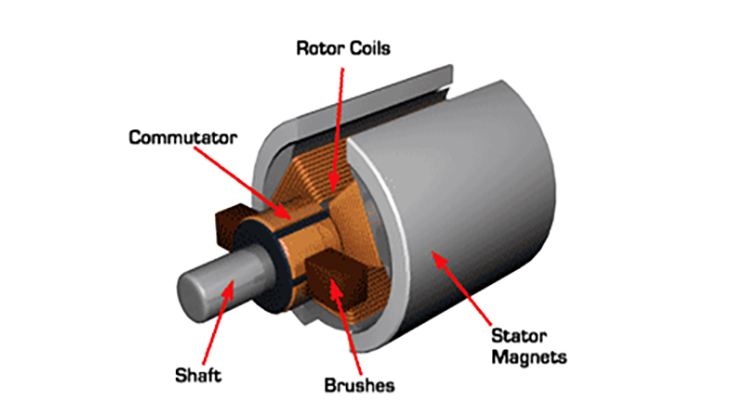 Rotor Coils
Commutator
Stator
Magnets
Shaft
Brushes